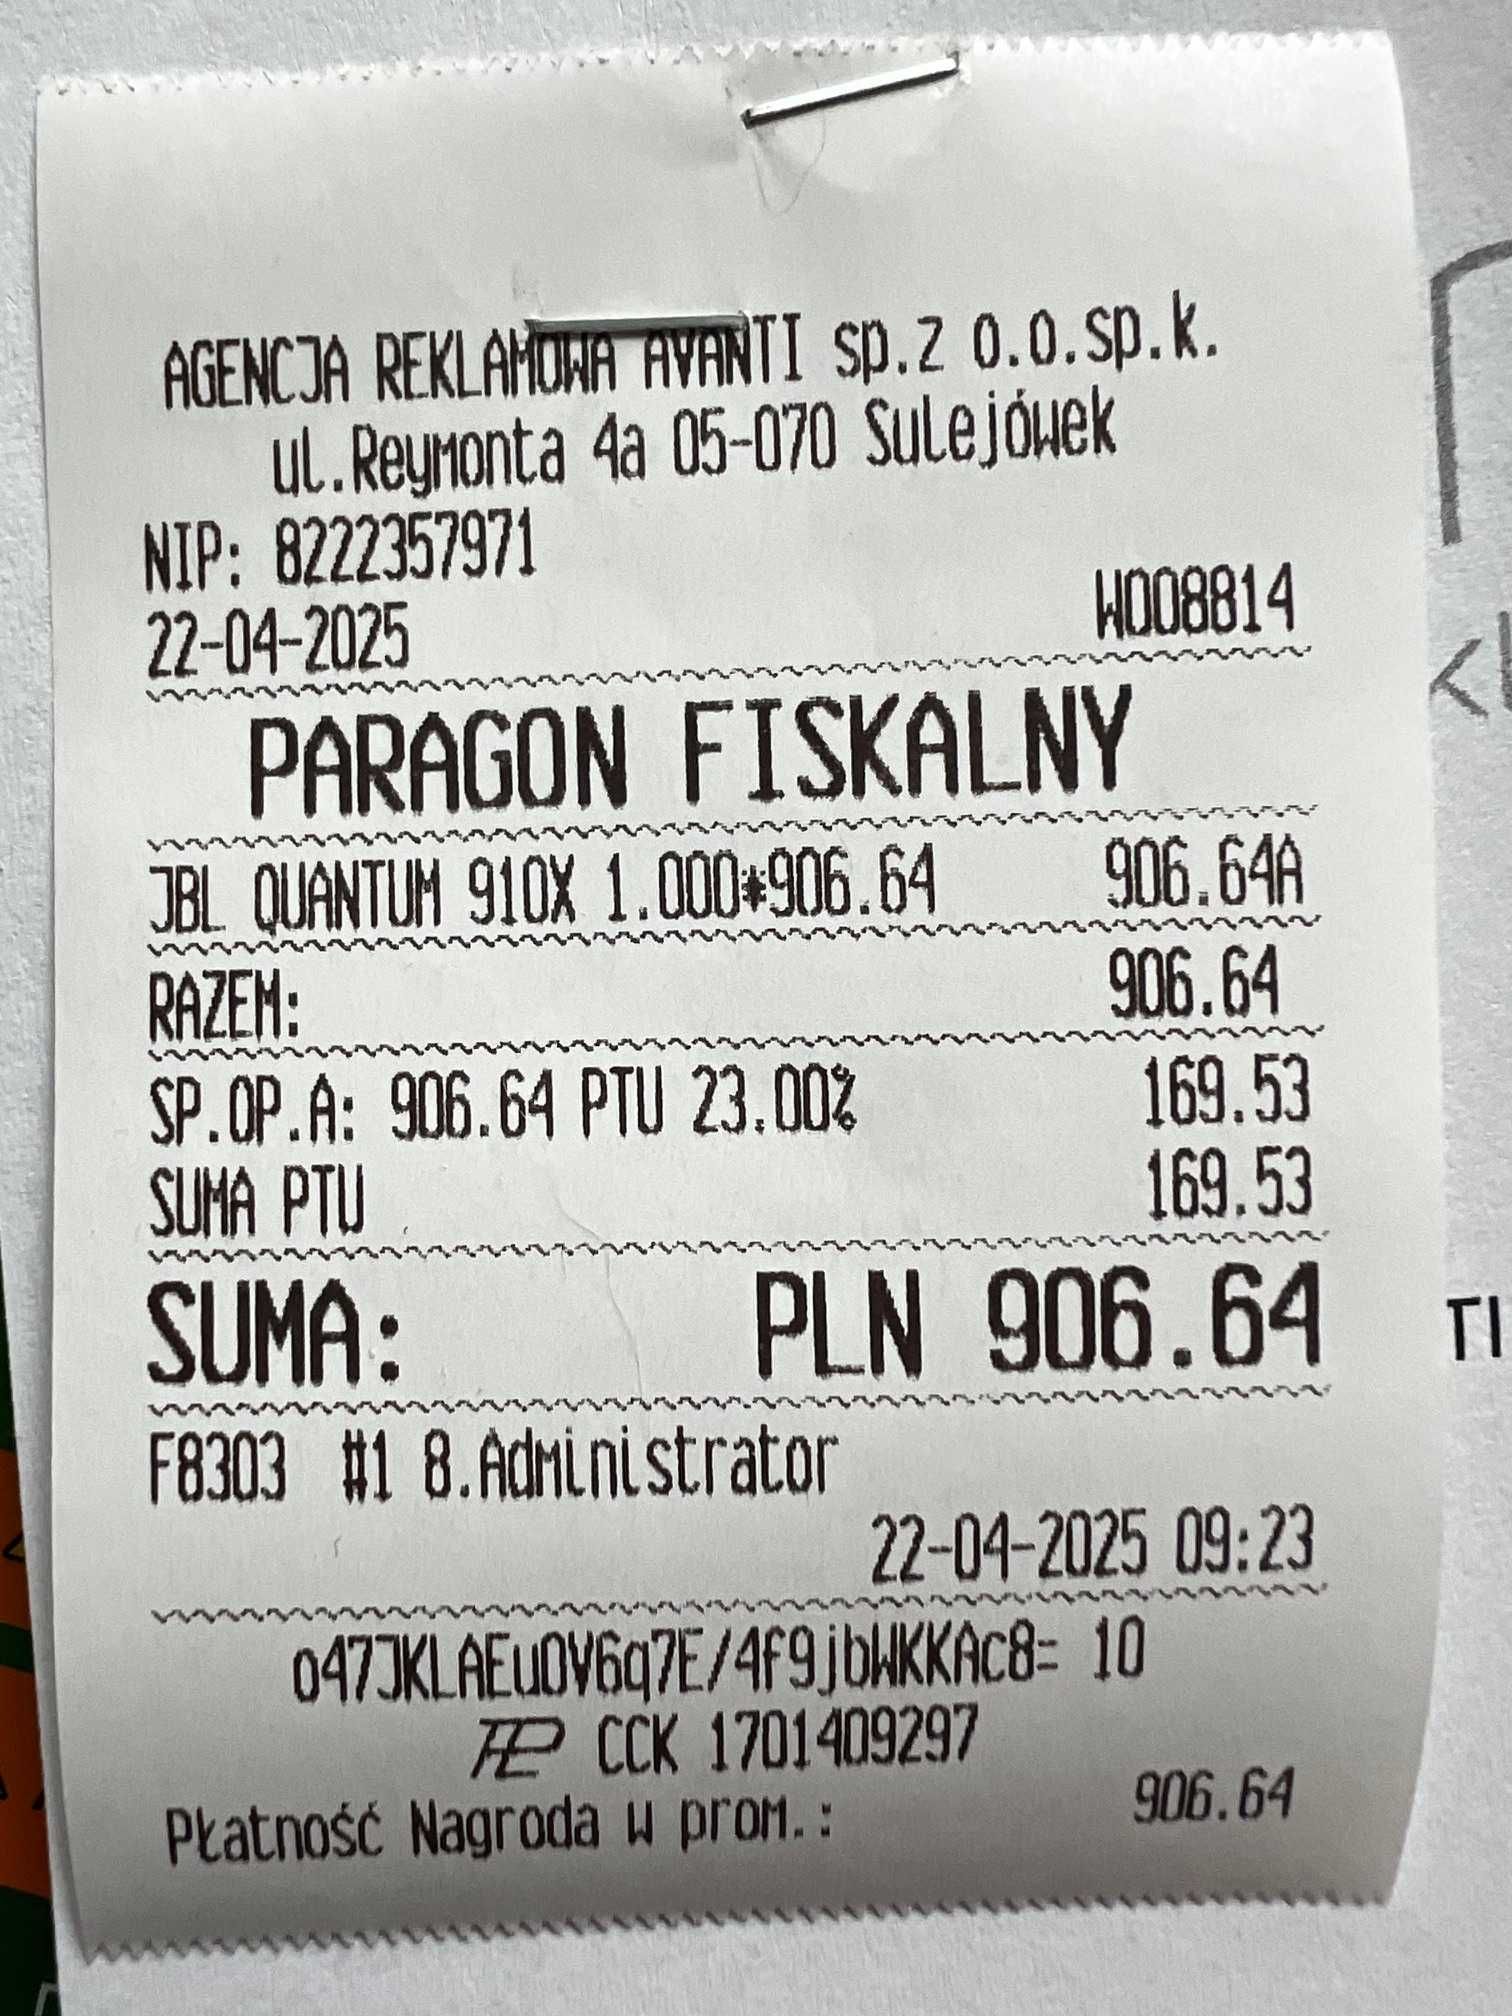 AGENCJA REKLAMOWA AVANTI sp.z o.o.sp.k.
ul.Reymonta 4a 05-070 Sulejówek
NIP: 8222357971
22-04-2025 W008814
PARAGON FISKALNY
JBL QUANTUM 910X 1.000*906.64 906.64A
RAZEM: 906.64
SP.OP.A: 906.64 PTU 23.00% 169.53
SUMA PTU 169.53
SUMA: PLN 906.64
F8303 #1 8.Administrator
22-04-2025 09:23
o47JKLAEuOV6q7E/4f9jbWKKAc8= 10
CCK 1701409297
Płatność Nagroda w prom.: 906.64
TI